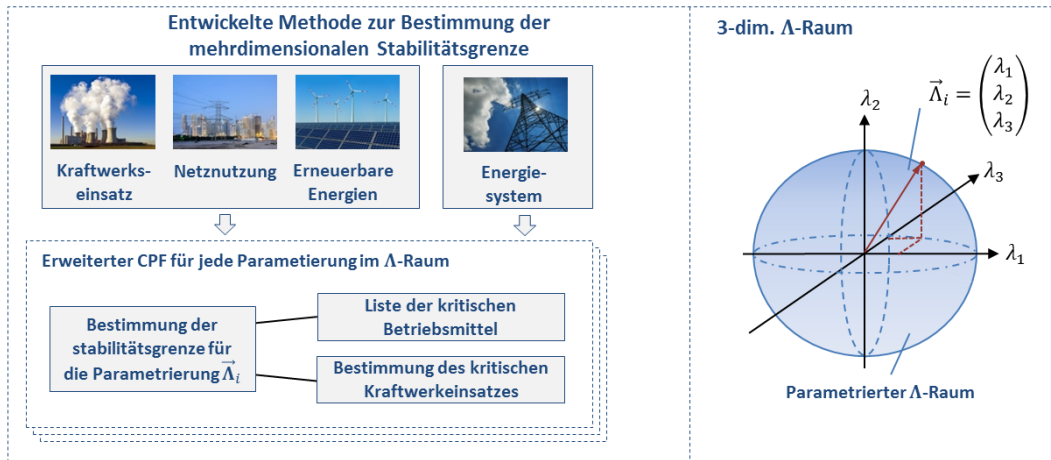 Entwickelte Methode zur Bestimmung der
mehrdimensionalen Stabilitätsgrenze
Kraftwerks-
einsatz
Netznutzung
Erneuerbare
Energien
Energie-
system
Erweiterter CPF für jede Parametierung im Λ-Raum
Bestimmung der
stabilitätsgrenze für
die Parametrierung Λ⃗ᵢ
Liste der kritischen
Betriebsmittel
Bestimmung des kritischen
Kraftwerkeinsatzes
3-dim. Λ-Raum
Λ⃗ᵢ = (λ₁ λ₂ λ₃)
λ₂
λ₃
λ₁
Parametrierter Λ-Raum